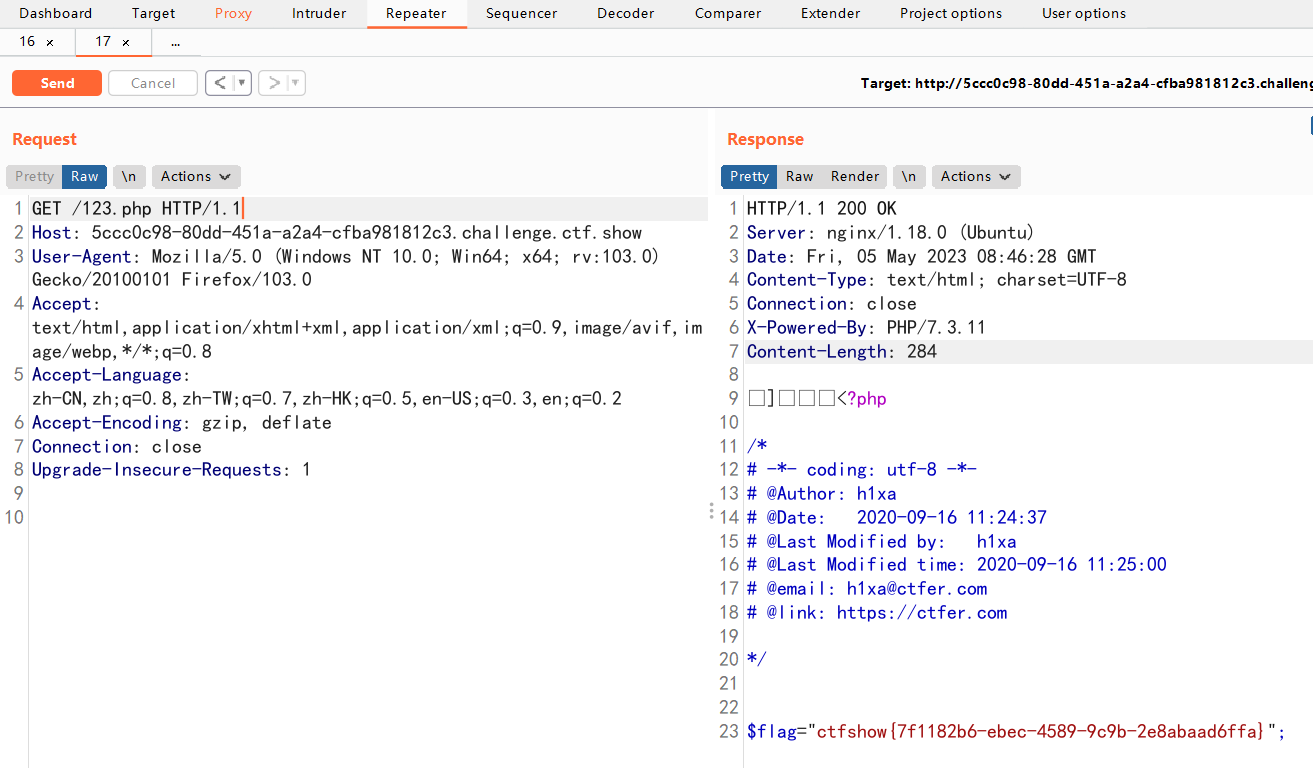 Dashboard Target Proxy Intruder Repeater Sequencer Decoder Comparer Extender Project options User options
16 × 17 × ...
Send Cancel < ▼ > ▼ Target: http://5ccc0c98-80dd-451a-a2a4-cfba981812c3.challeng
Request
Pretty Raw \n Actions
1 GET /123.php HTTP/1.1
2 Host: 5ccc0c98-80dd-451a-a2a4-cfba981812c3.challenge.ctf.show
3 User-Agent: Mozilla/5.0 (Windows NT 10.0; Win64; x64; rv:103.0)
Gecko/20100101 Firefox/103.0
4 Accept:
text/html,application/xhtml+xml,application/xml;q=0.9,image/avif,im
age/webp,*/*;q=0.8
5 Accept-Language:
zh-CN,zh;q=0.8,zh-TW;q=0.7,zh-HK;q=0.5,en-US;q=0.3,en;q=0.2
6 Accept-Encoding: gzip, deflate
7 Connection: close
8 Upgrade-Insecure-Requests: 1
9
10
Response
Pretty Raw Render \n Actions
1 HTTP/1.1 200 OK
2 Server: nginx/1.18.0 (Ubuntu)
3 Date: Fri, 05 May 2023 08:46:28 GMT
4 Content-Type: text/html; charset=UTF-8
5 Connection: close
6 X-Powered-By: PHP/7.3.11
7 Content-Length: 284
8
9 □]□□□<?php
10
11 /*
12 # -*- coding: utf-8 -*-
13 # @Author: h1xa
14 # @Date:   2020-09-16 11:24:37
15 # @Last Modified by:   h1xa
16 # @Last Modified time: 2020-09-16 11:25:00
17 # @email: h1xa@ctfer.com
18 # @link: https://ctfer.com
19
20 */
21
22
23 $flag="ctfshow{7f1182b6-ebec-4589-9c9b-2e8abaad6ffa}";